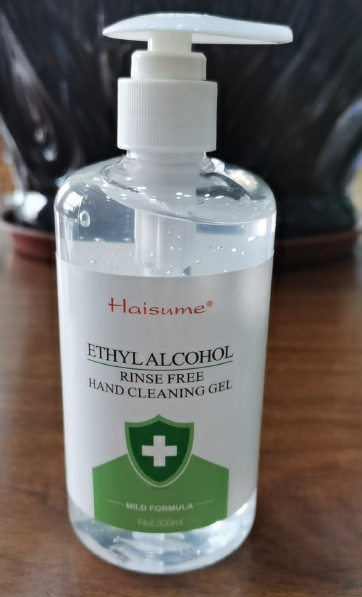 Haisume®
ETHYL ALCOHOL
RINSE FREE
HAND CLEANING GEL
MILD FORMULA
Net:300ml